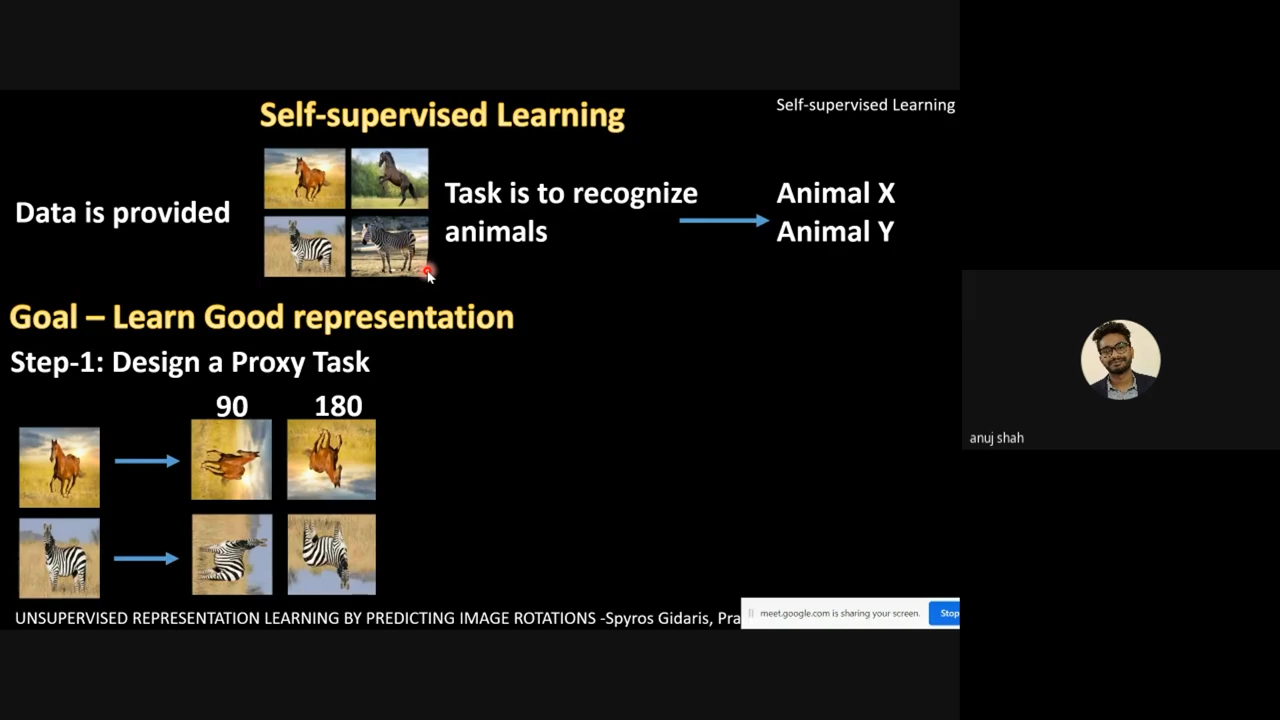 Self-supervised Learning
Self-supervised Learning
Data is provided
Task is to recognize
animals
Animal X
Animal Y
Goal – Learn Good representation
Step-1: Design a Proxy Task
90 180
UNSUPERVISED REPRESENTATION LEARNING BY PREDICTING IMAGE ROTATIONS -Spyros Gidaris, Pra
meet.google.com is sharing your screen.
Stop
anuj shah